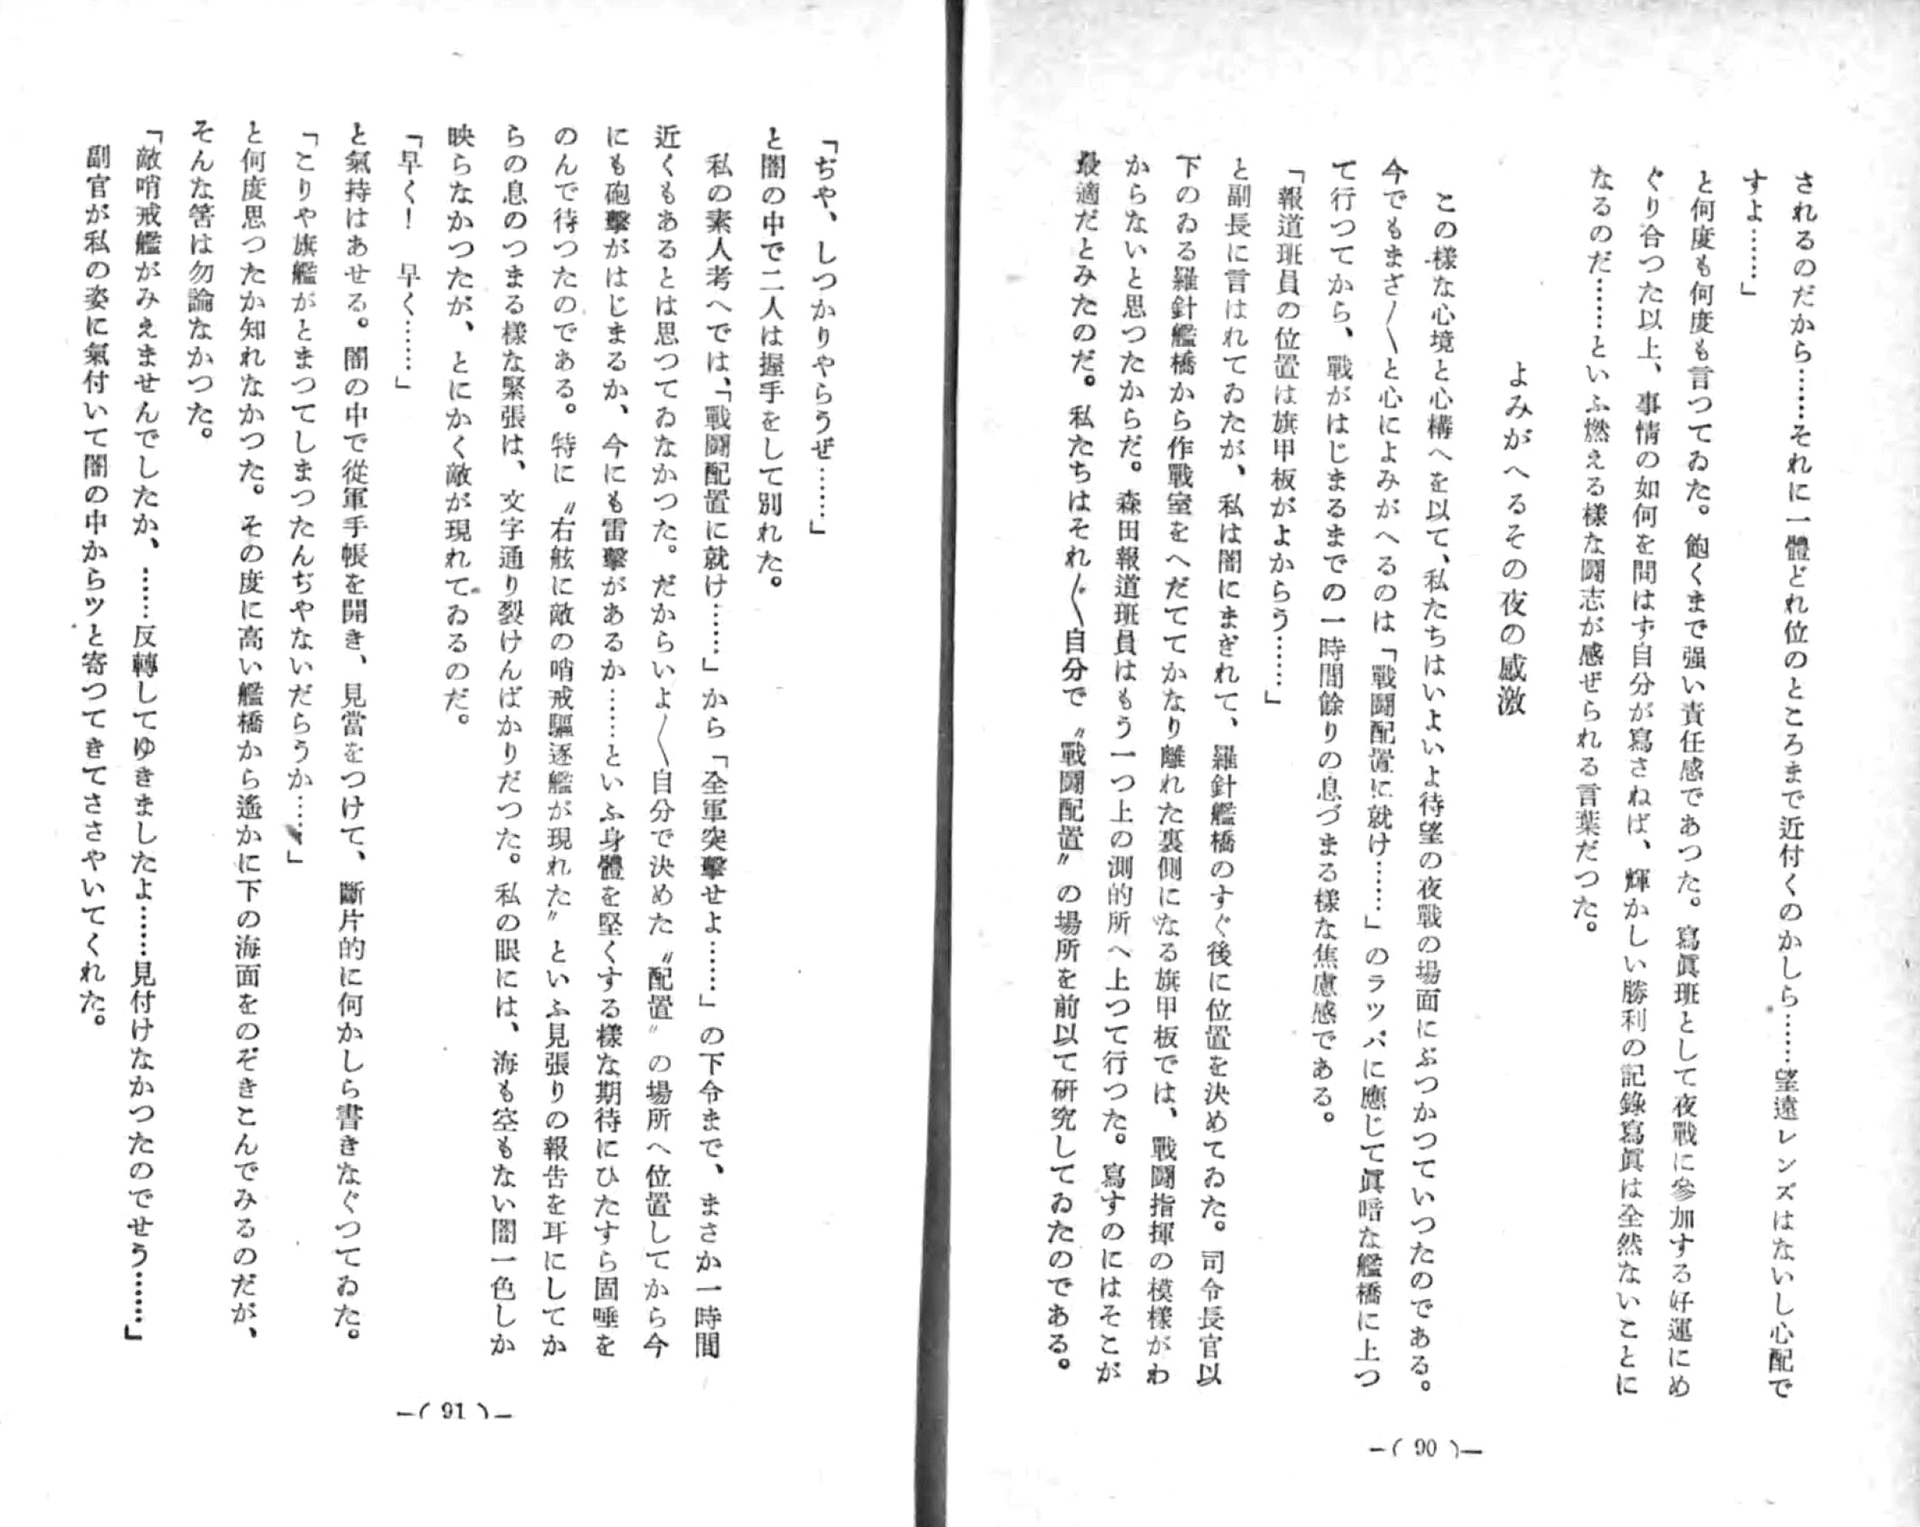 されるのだから……それに一體どれ位のところまで近付くのかしら……望遠レンズはないし心配で
すよ……」
と何度も何度も言つてゐた。飽くまで强い責任感であつた。寫眞班として夜戰に參加する好運にめ
ぐり合つた以上、事情の如何を問はず自分が寫さねば、輝かしい勝利の記錄寫眞は全然ないことに
なるのだ……といふ燃える樣な闘志が感ぜられる言葉だつた。
よみがへるその夜の感激
この樣な心境と心構へを以て、私たちはいよいよ待望の夜戰の場面にぶつかつていつたのである。
今でもまざ〳〵と心によみがへるのは「戰闘配置に就け……」のラッパに應じて眞暗な艦橋に上つ
て行つてから、戰がはじまるまでの一時間餘りの息づまる樣な焦慮感である。
「報道班員の位置は旗甲板がよからう……」
と副長に言はれてゐたが、私は闇にまぎれて、羅針艦橋のすぐ後に位置を決めてゐた。司令長官以
下のゐる羅針艦橋から作戰室をへだててかなり離れた裏側になる旗甲板では、戰闘指揮の模樣がわ
からないと思つたからだ。森田報道班員はもう一つ上の測的所へ上つて行つた。寫すのにはそこが
最適だとみたのだ。私たちはそれ〴〵自分で〝戰闘配置〟の場所を前以て硏究してゐたのである。
―( 90 )―
「ぢや、しつかりやらうぜ……」
と闇の中で二人は握手をして別れた。
私の素人考へでは、「戰闘配置に就け……」から「全軍突擊せよ……」の下令まで、まさか一時間
近くもあるとは思つてゐなかつた。だからいよ〳〵自分で決めた〝配置〟の場所へ位置してから今
にも砲擊がはじまるか、今にも雷擊があるか……といふ身體を堅くする樣な期待にひたすら固唾を
のんで待つたのである。特に〝右舷に敵の哨戒驅逐艦が現れた〟といふ見張りの報告を耳にしてか
らの息のつまる樣な緊張は、文字通り裂けんばかりだつた。私の眼には、海も空もない闇一色しか
映らなかつたが、とにかく敵が現れてゐるのだ。
「早く！　早く……」
と氣持はあせる。闇の中で從軍手帳を開き、見當をつけて、斷片的に何かしら書きなぐつてゐた。
「こりや旗艦がとまつてしまつたんぢやないだらうか……」
と何度思つたか知れなかつた。その度に高い艦橋から遙かに下の海面をのぞきこんでみるのだが、
そんな筈は勿論なかつた。
「敵哨戒艦がみえませんでしたか、……反轉してゆきましたよ……見付けなかつたのでせう……」
副官が私の姿に氣付いて闇の中からツと寄つてきてささやいてくれた。
―( 91 )―